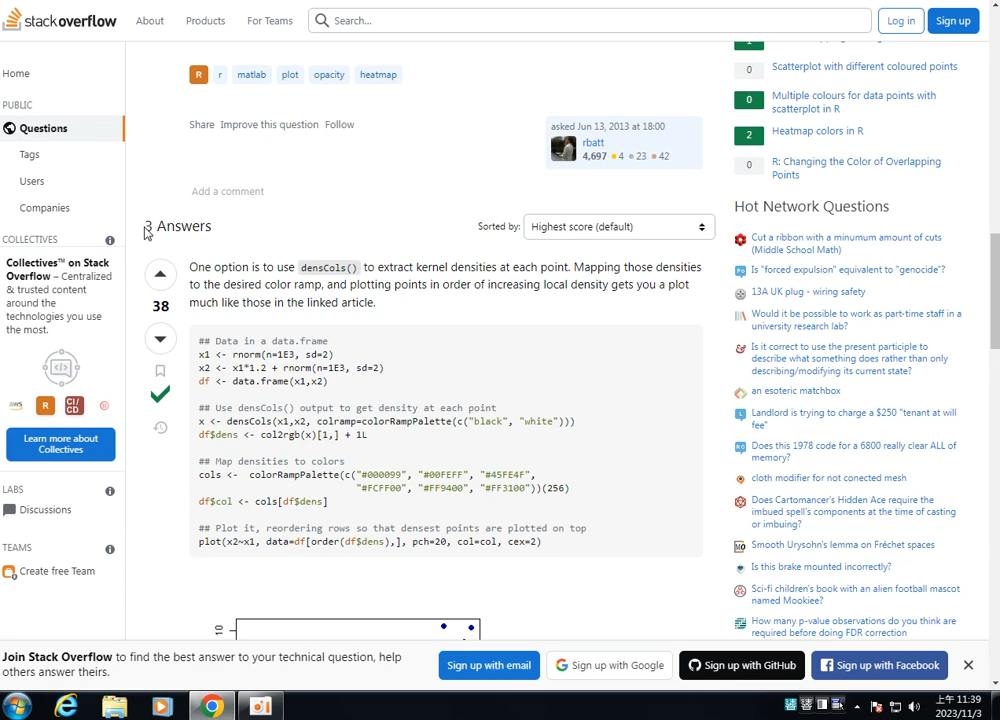 stackoverflow
About
Products
For Teams
Search...
Log in
Sign up
Home
PUBLIC
Questions
Tags
Users
Companies
COLLECTIVES
Collectives™ on Stack
Overflow – Centralized
& trusted content
around the
technologies you use
the most.
aws
R
CI/
CD
Learn more about
Collectives
LABS
Discussions
TEAMS
Create free Team
R
r
matlab
plot
opacity
heatmap
Share Improve this question Follow
asked Jun 13, 2013 at 18:00
rbatt
4,697 4 23 42
Add a comment
3 Answers
Sorted by:
Highest score (default)
38
One option is to use densCols() to extract kernel densities at each point. Mapping those densities
to the desired color ramp, and plotting points in order of increasing local density gets you a plot
much like those in the linked article.
## Data in a data.frame
x1 <- rnorm(n=1E3, sd=2)
x2 <- x1*1.2 + rnorm(n=1E3, sd=2)
df <- data.frame(x1,x2)
## Use densCols() output to get density at each point
x <- densCols(x1,x2, colramp=colorRampPalette(c("black", "white")))
df$dens <- col2rgb(x)[1,] + 1L
## Map densities to colors
cols <-  colorRampPalette(c("#000099", "#00FEFF", "#45FE4F",
"#FCFF00", "#FF9400", "#FF3100"))(256)
df$col <- cols[df$dens]
## Plot it, reordering rows so that densest points are plotted on top
plot(x2~x1, data=df[order(df$dens),], pch=20, col=col, cex=2)
10
0
Scatterplot with different coloured points
0
Multiple colours for data points with
scatterplot in R
2
Heatmap colors in R
0
R: Changing the Color of Overlapping
Points
Hot Network Questions
Cut a ribbon with a minumum amount of cuts
(Middle School Math)
Is "forced expulsion" equivalent to "genocide"?
13A UK plug - wiring safety
Would it be possible to work as part-time staff in a
university research lab?
Is it correct to use the present participle to
describe what something does rather than only
describing/modifying its current state?
an esoteric matchbox
Landlord is trying to charge a $250 "tenant at will
fee"
Does this 1978 code for a 6800 really clear ALL of
memory?
cloth modifier for not conected mesh
Does Cartomancer's Hidden Ace require the
imbued spell's components at the time of casting
or imbuing?
Smooth Urysohn's lemma on Fréchet spaces
Is this brake mounted incorrectly?
Sci-fi children's book with an alien football mascot
named Mookiee?
How many p-value observations do you think are
required before doing FDR correction
Join Stack Overflow to find the best answer to your technical question, help
others answer theirs.
Sign up with email
Sign up with Google
Sign up with GitHub
Sign up with Facebook
上午 11:39
2023/11/3